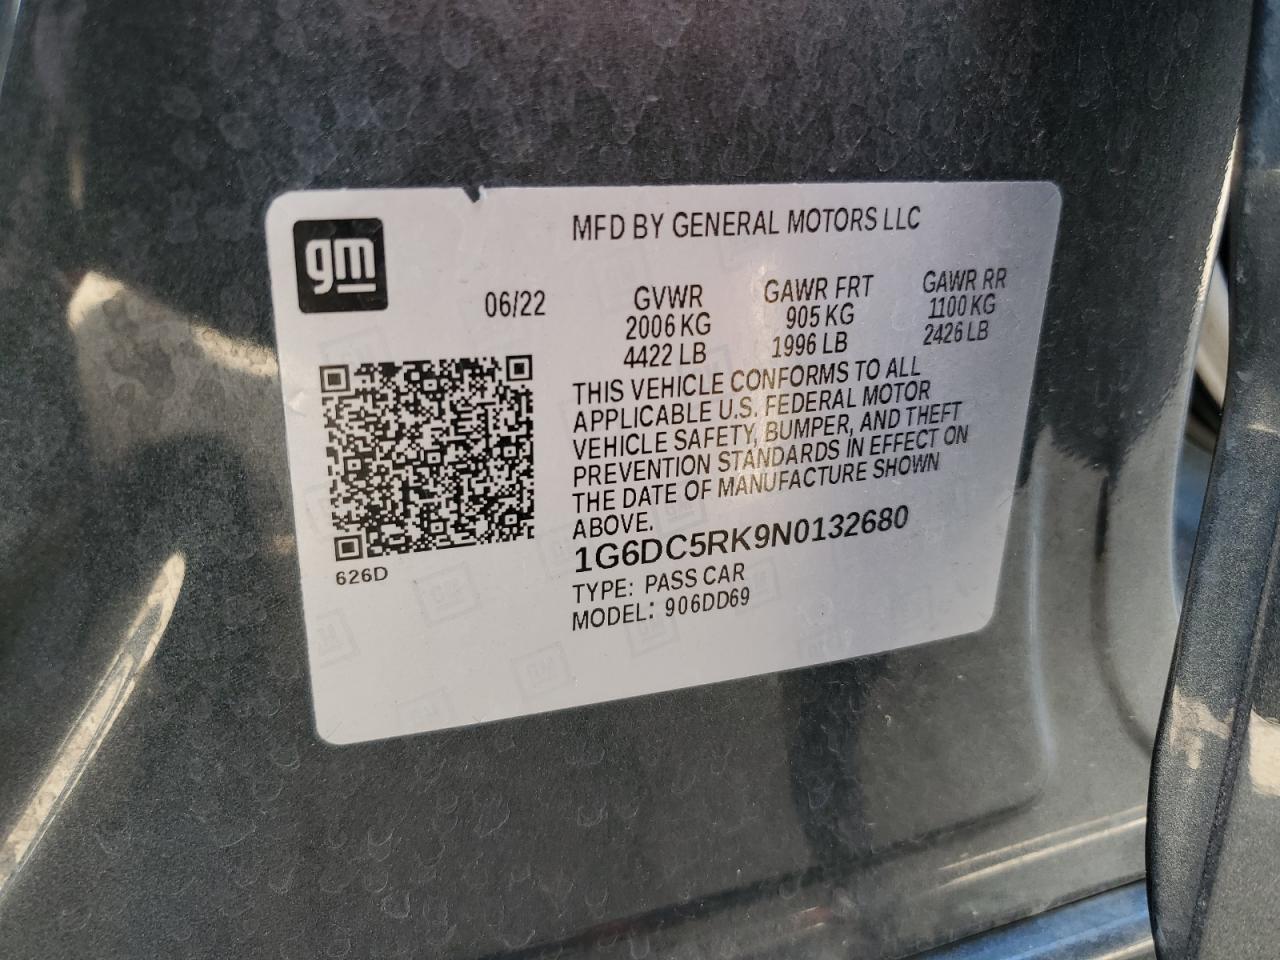 gm
MFD BY GENERAL MOTORS LLC
06/22
GVWR
2006 KG
4422 LB
GAWR FRT
905 KG
1996 LB
GAWR RR
1100 KG
2426 LB
THIS VEHICLE CONFORMS TO ALL
APPLICABLE U.S. FEDERAL MOTOR
VEHICLE SAFETY, BUMPER, AND THEFT
PREVENTION STANDARDS IN EFFECT ON
THE DATE OF MANUFACTURE SHOWN
ABOVE.
1G6DC5RK9N0132680
TYPE: PASS CAR
MODEL: 906DD69
626D